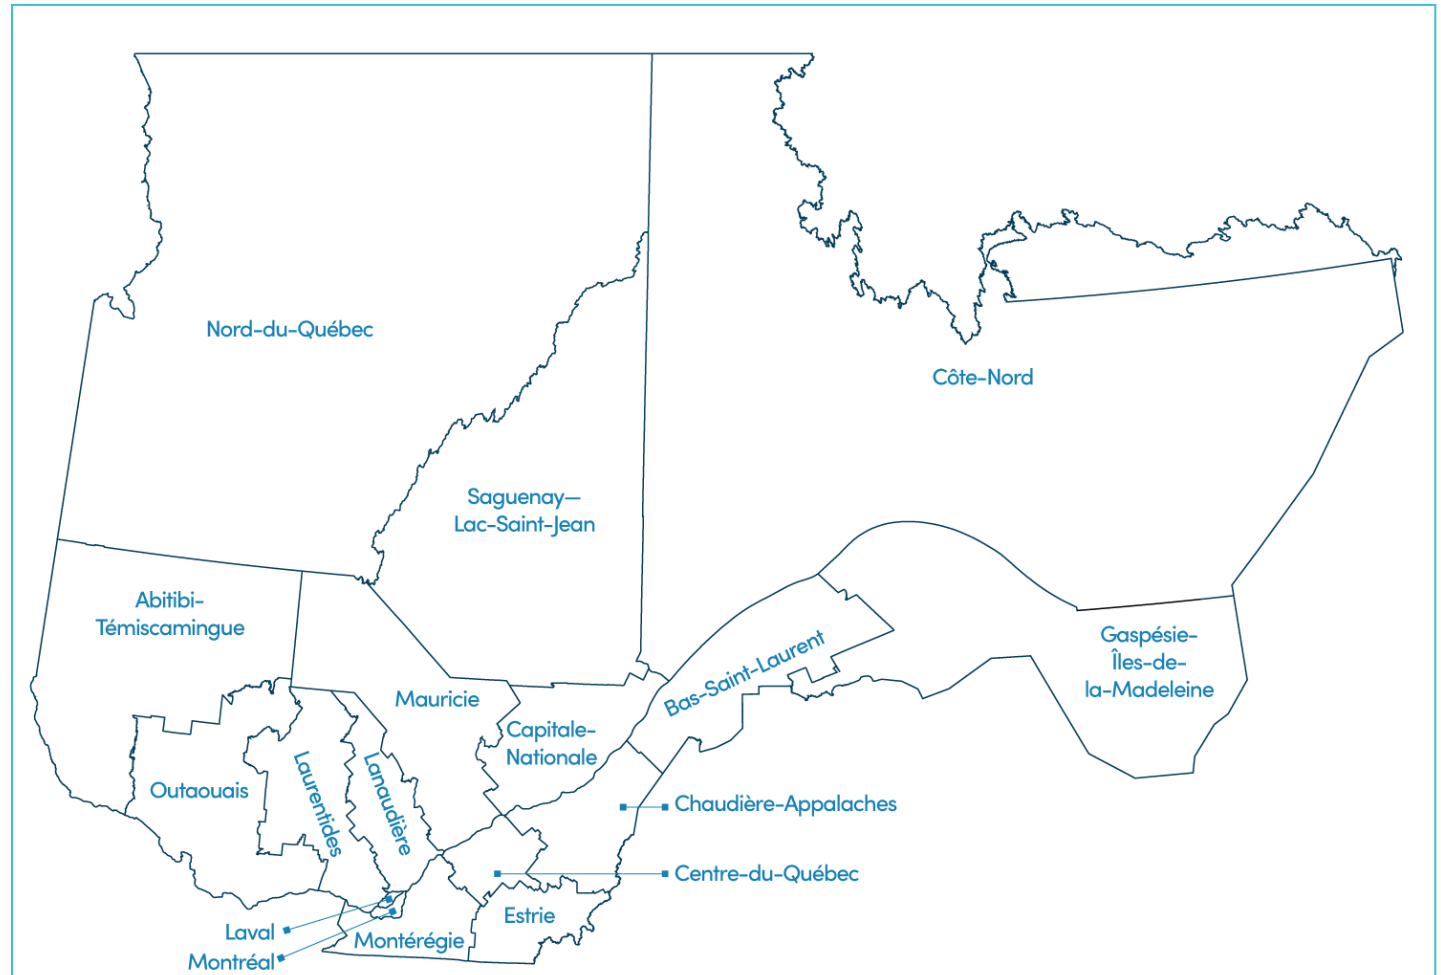 Nord-du-Québec
Côte-Nord
Saguenay—
Lac-Saint-Jean
Abitibi-
Témiscamingue
Gaspésie-
Îles-de-
la-Madeleine
Bas-Saint-Laurent
Mauricie
Capitale-
Nationale
Outaouais
Laurentides
Lanaudière
Chaudière-Appalaches
Centre-du-Québec
Estrie
Laval
Montérégie
Montréal